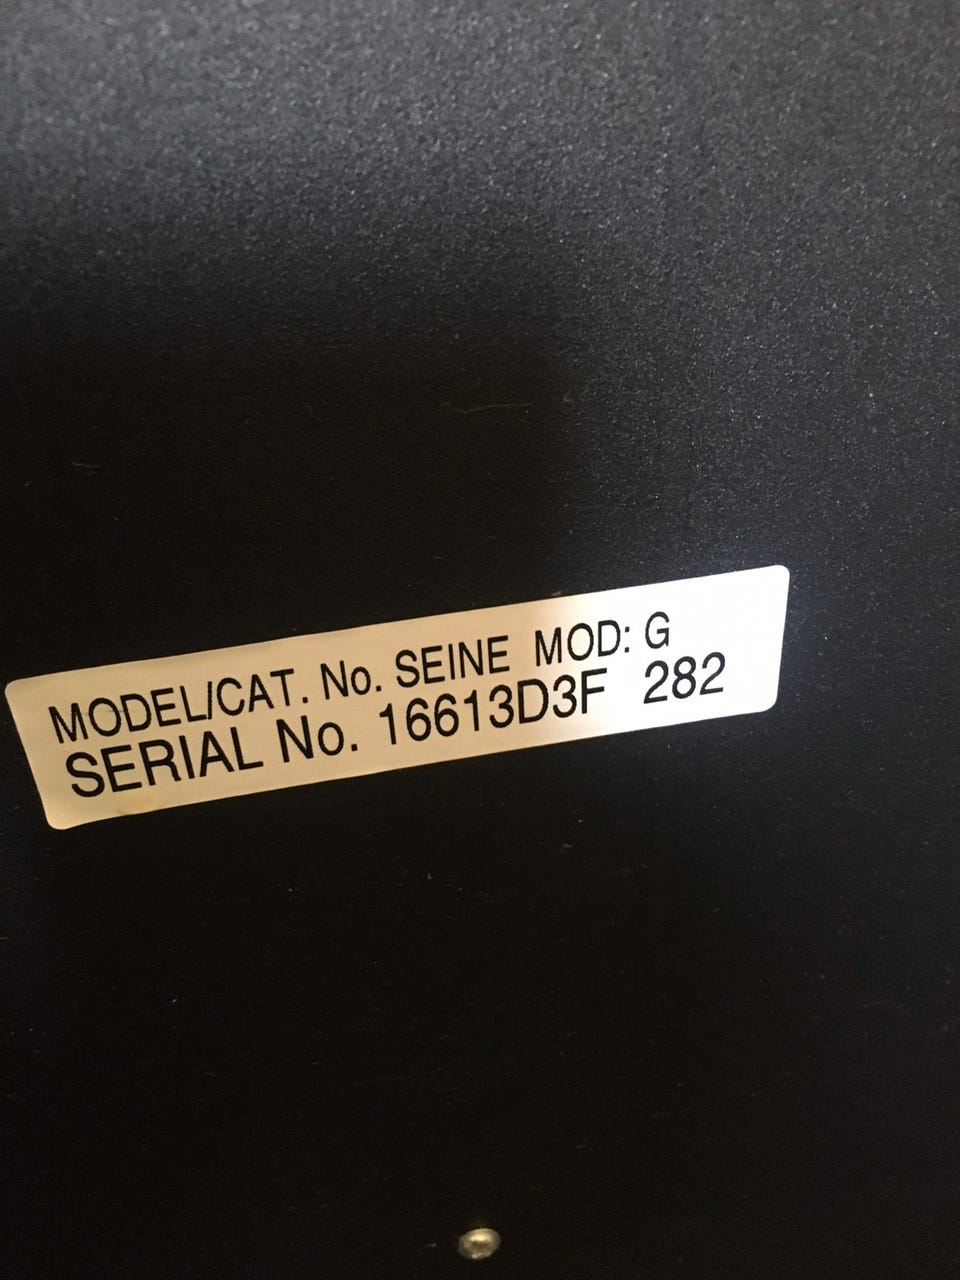 MODEL/CAT. No. SEINE MOD: G
SERIAL No. 16613D3F 282